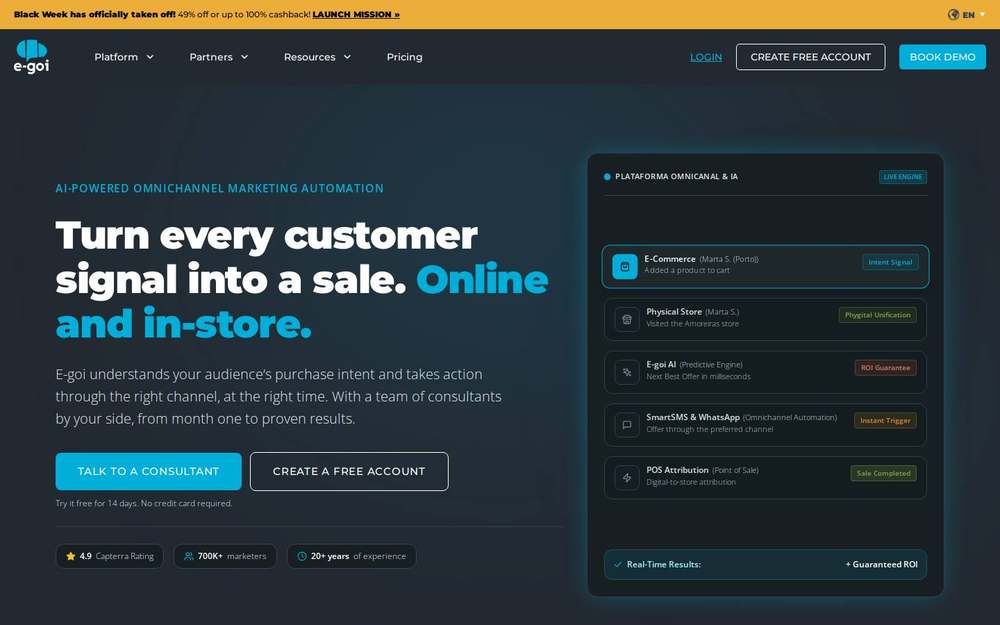 Black Week has officially taken off! 49% off or up to 100% cashback! LAUNCH MISSION »
EN
e-goi
Platform
Partners
Resources
Pricing
LOGIN
CREATE FREE ACCOUNT
BOOK DEMO
AI-POWERED OMNICHANNEL MARKETING AUTOMATION
Turn every customer
signal into a sale. Online
and in-store.
E-goi understands your audience's purchase intent and takes action
through the right channel, at the right time. With a team of consultants
by your side, from month one to proven results.
TALK TO A CONSULTANT
CREATE A FREE ACCOUNT
Try it free for 14 days. No credit card required.
4.9 Capterra Rating
700K+ marketers
20+ years of experience
PLATAFORMA OMNICANAL & IA
LIVE ENGINE
E-Commerce (Marta S. (Porto))
Added a product to cart
Intent Signal
Physical Store (Marta S.)
Visited the Amoreiras store
Phygital Unification
E-goi AI (Predictive Engine)
Next Best Offer in milliseconds
ROI Guarantee
SmartSMS & WhatsApp (Omnichannel Automation)
Offer through the preferred channel
Instant Trigger
POS Attribution (Point of Sale)
Digital-to-store attribution
Sale Completed
Real-Time Results:
+ Guaranteed ROI